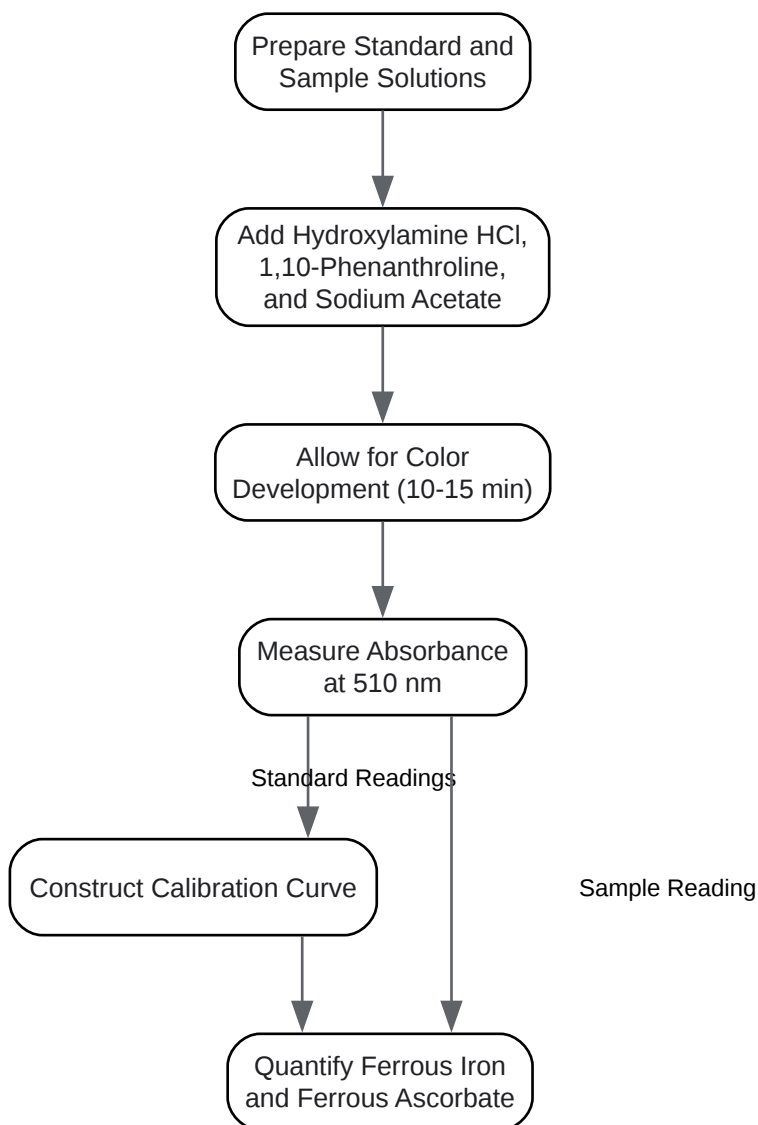 Prepare Standard and
Sample Solutions
Add Hydroxylamine HCl,
1,10-Phenanthroline,
and Sodium Acetate
Allow for Color
Development (10-15 min)
Measure Absorbance
at 510 nm
Standard Readings
Construct Calibration Curve
Sample Reading
Quantify Ferrous Iron
and Ferrous Ascorbate